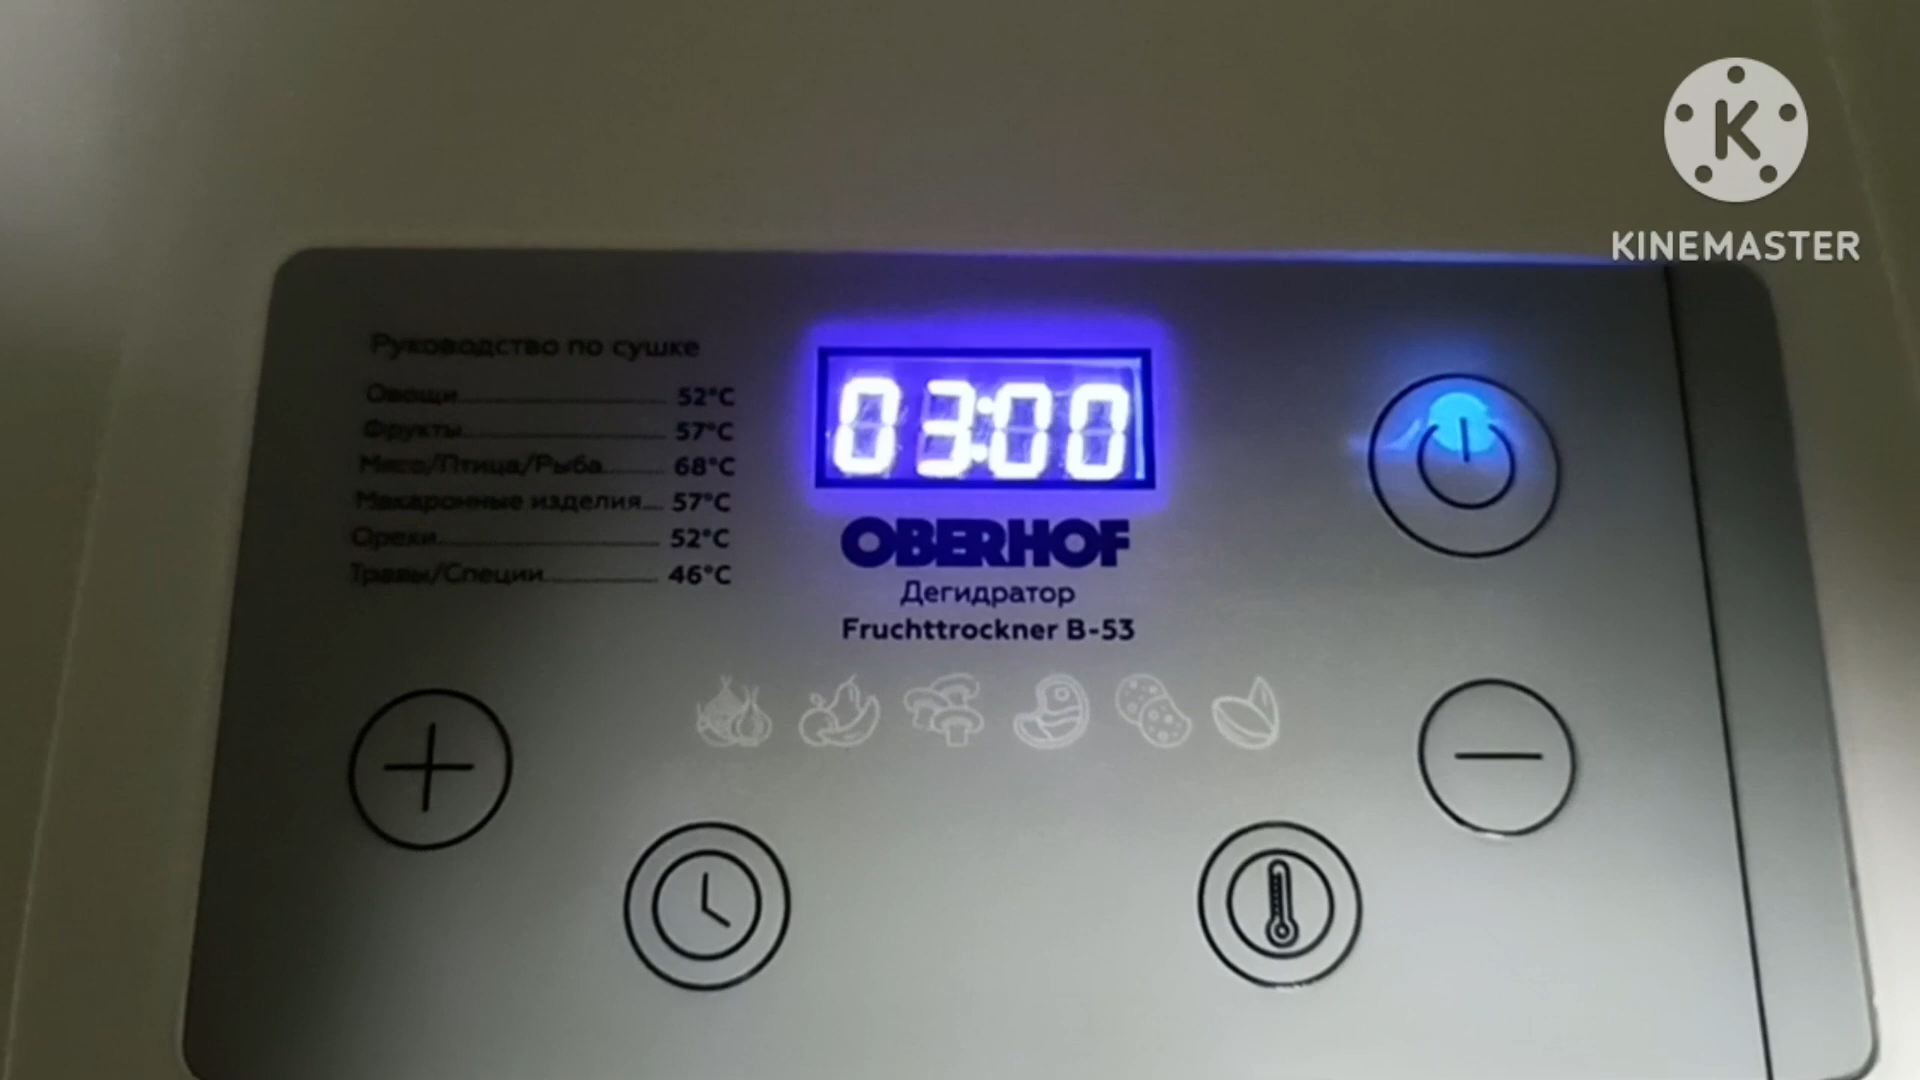 K
KINEMASTER
Руководство по сушке
Овощи 52°C
Фрукты 57°C
Мясо/Птица/Рыба 68°C
Макаронные изделия 57°C
Орехи 52°C
Травы/Специи 46°C
03:00
OBERHOF
Дегидратор
Fruchttrockner B-53